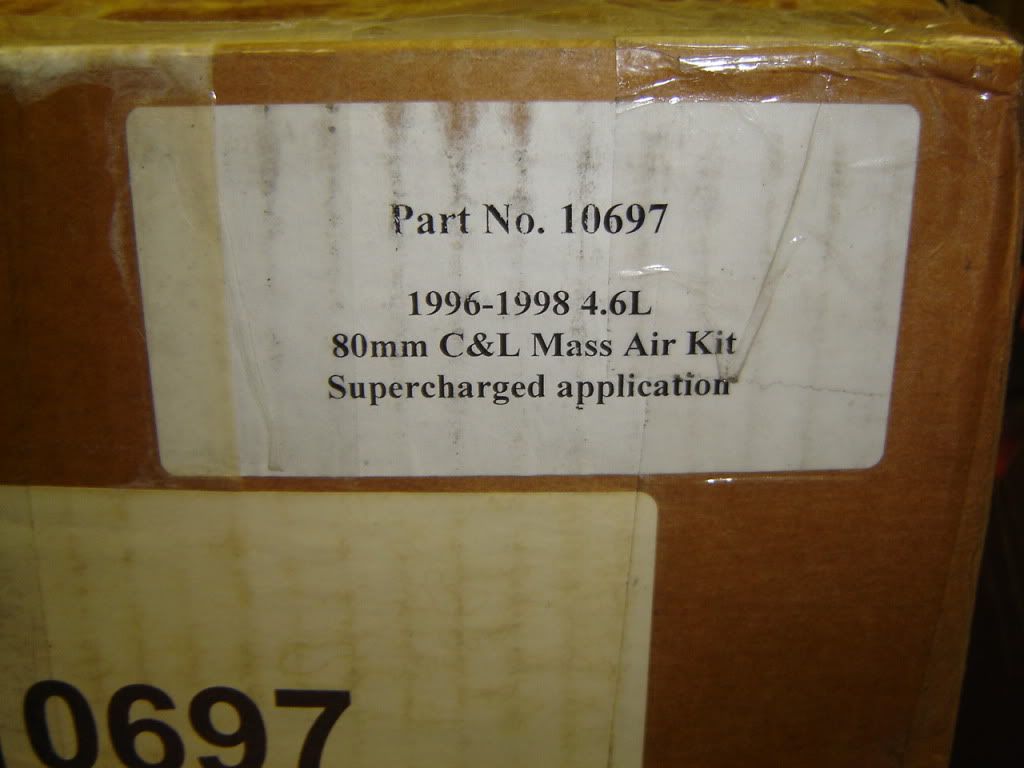 Part No. 10697
1996-1998 4.6L
80mm C&L Mass Air Kit
Supercharged application
0697